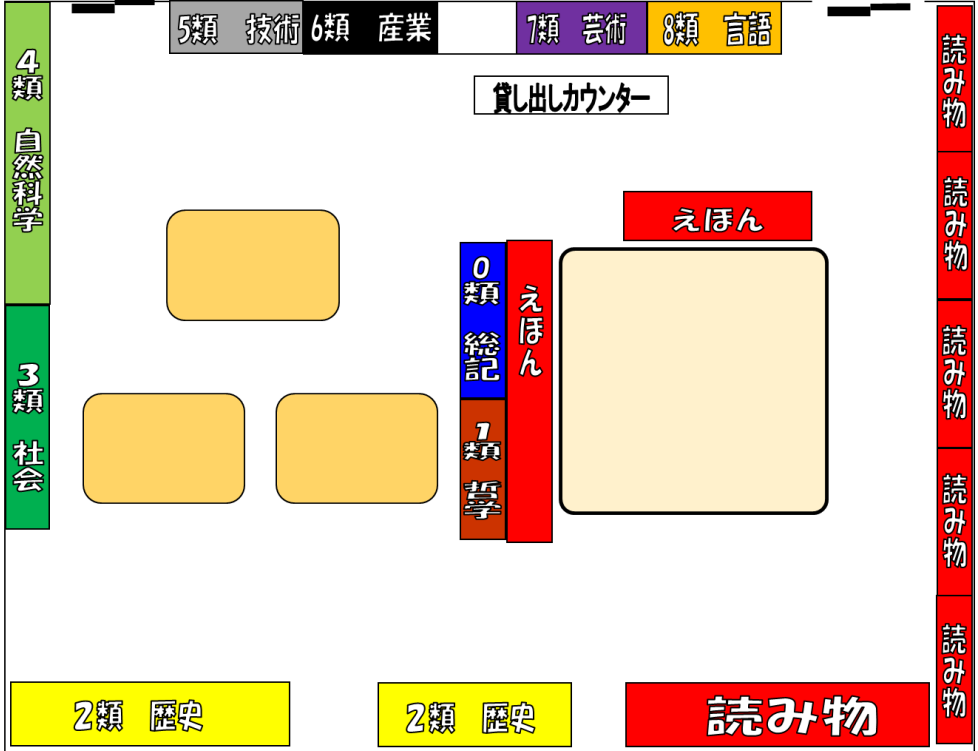 5類 技術
6類 産業
7類 芸術
8類 言語
貸し出しカウンター
4類 自然科学
3類 社会
えほん
0類 総記
えほん
1類 哲学
読み物
読み物
読み物
読み物
読み物
2類 歴史
2類 歴史
読み物